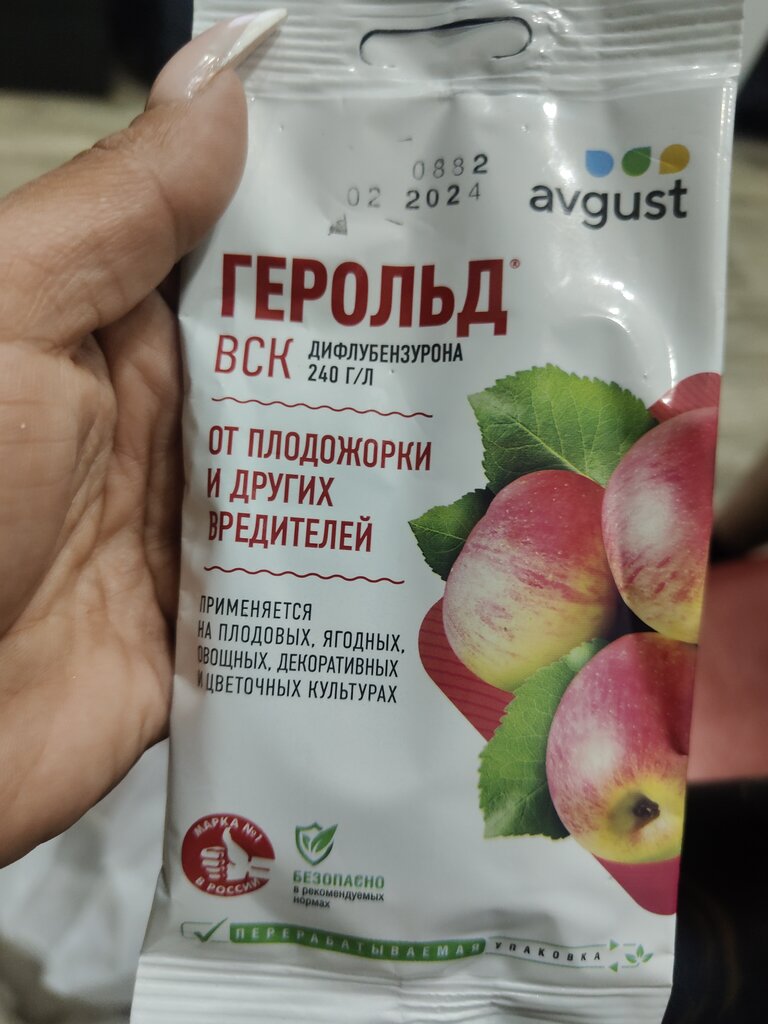 0882
02 2024
avgust
ГЕРОЛЬД®
ВСК ДИФЛУБЕНЗУРОНА
240 Г/Л
ОТ ПЛОДОЖОРКИ
И ДРУГИХ
ВРЕДИТЕЛЕЙ
ПРИМЕНЯЕТСЯ
НА ПЛОДОВЫХ, ЯГОДНЫХ,
ОВОЩНЫХ, ДЕКОРАТИВНЫХ
И ЦВЕТОЧНЫХ КУЛЬТУРАХ
МАРКА №1
В РОССИИ
БЕЗОПАСНО
в рекомендуемых
нормах
ПЕРЕРАБАТЫВАЕМАЯ УПАКОВКА